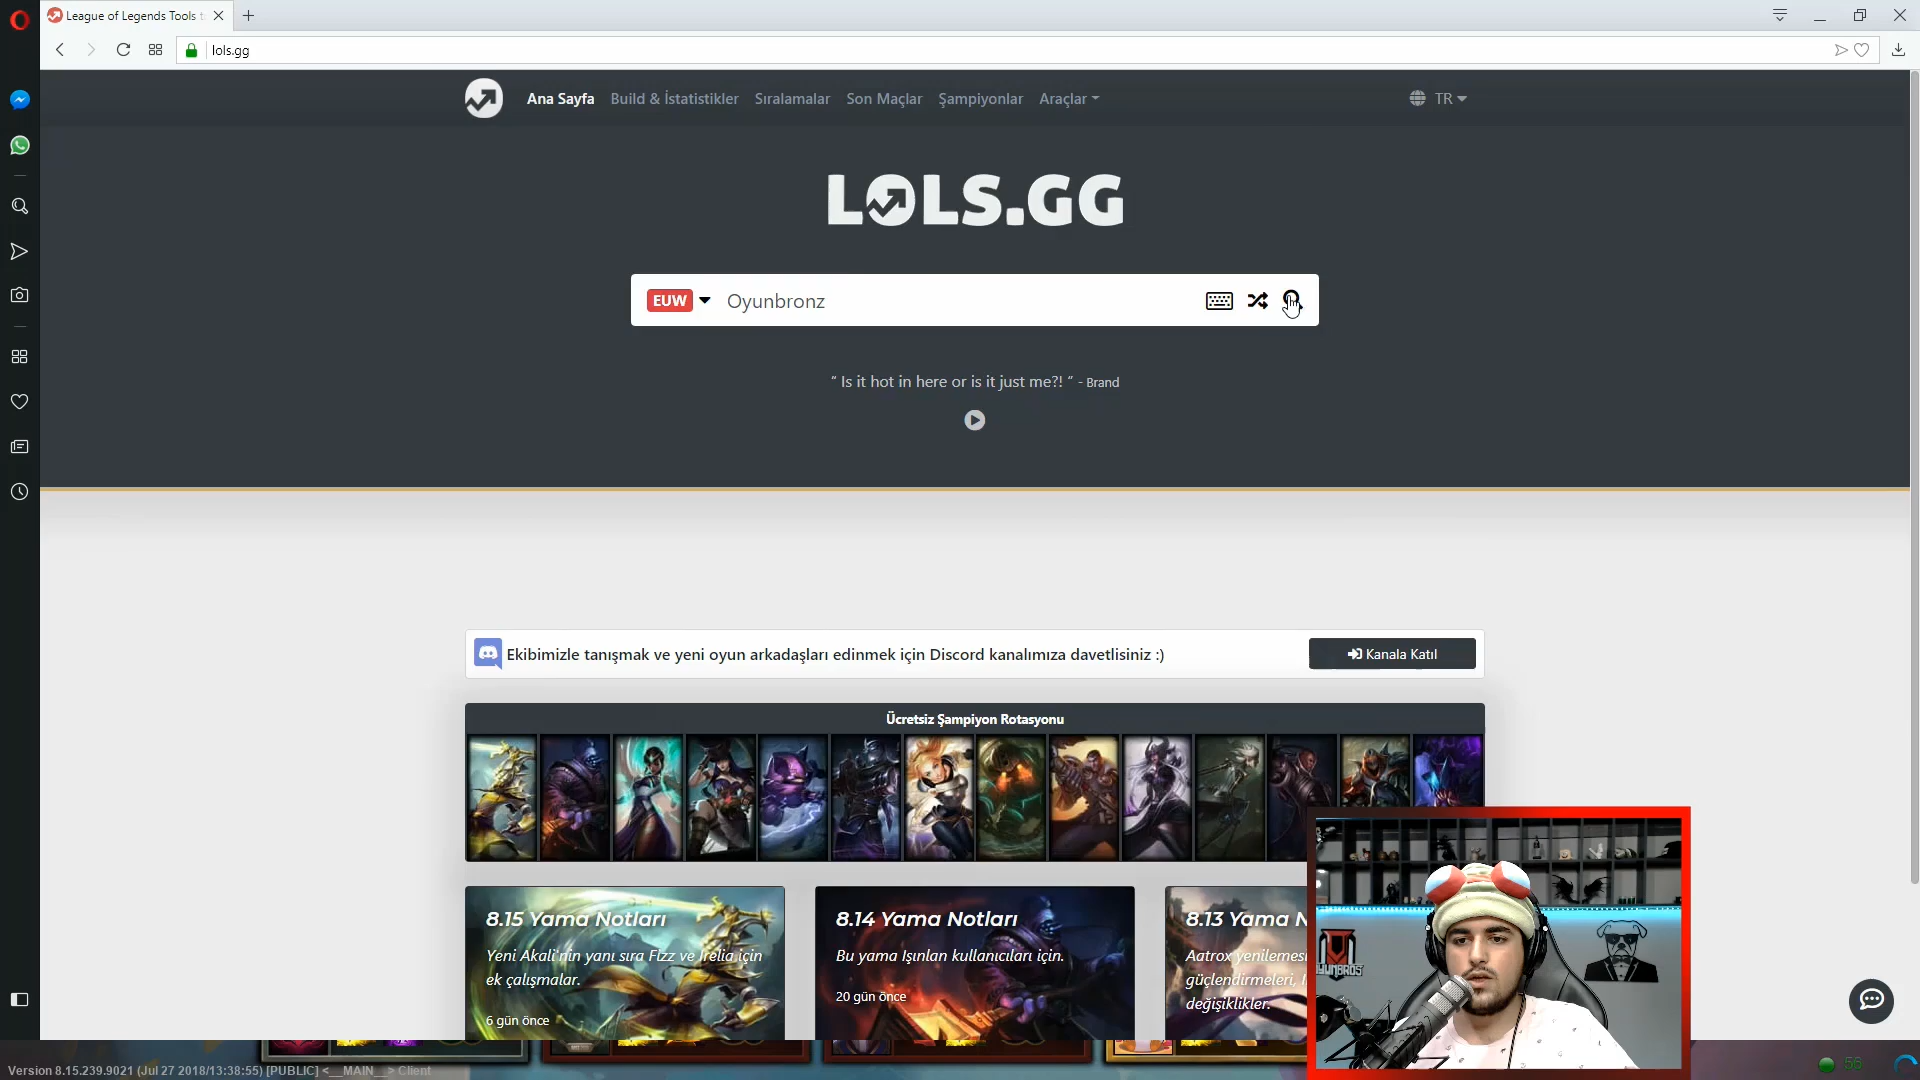 League of Legends Tools
lols.gg
Ana Sayfa Build & İstatistikler Sıralamalar Son Maçlar Şampiyonlar Araçlar TR
LOLS.GG
EUW Oyunbronz
“ Is it hot in here or is it just me?! ” - Brand
Ekibimizle tanışmak ve yeni oyun arkadaşları edinmek için Discord kanalımıza davetlisiniz :)
Kanala Katıl
Ücretsiz Şampiyon Rotasyonu
8.15 Yama Notları
Yeni Akali'nin yanı sıra Fizz ve Irelia için
ek çalışmalar.
6 gün önce
8.14 Yama Notları
Bu yama Işınlan kullanıcıları için.
20 gün önce
8.13 Yama N
Aatrox yenilemesi
güçlendirmeleri,
değişiklikler.
OYUNBROS
Version 8.15.239.9021 (Jul 27 2018/13:38:55) [PUBLIC] <__MAIN__> Client
56